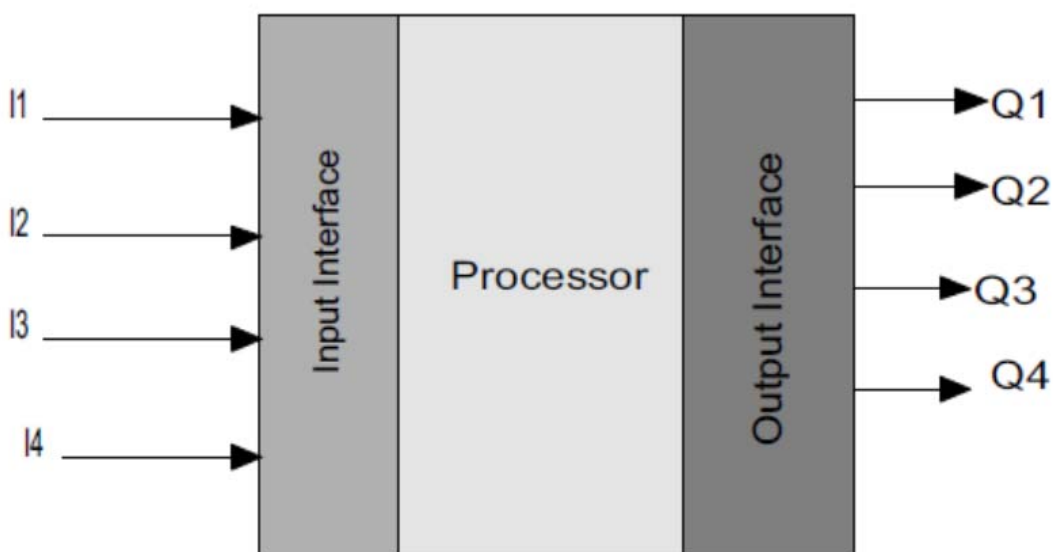 I1
I2
I3
I4
Input Interface
Processor
Output Interface
Q1
Q2
Q3
Q4